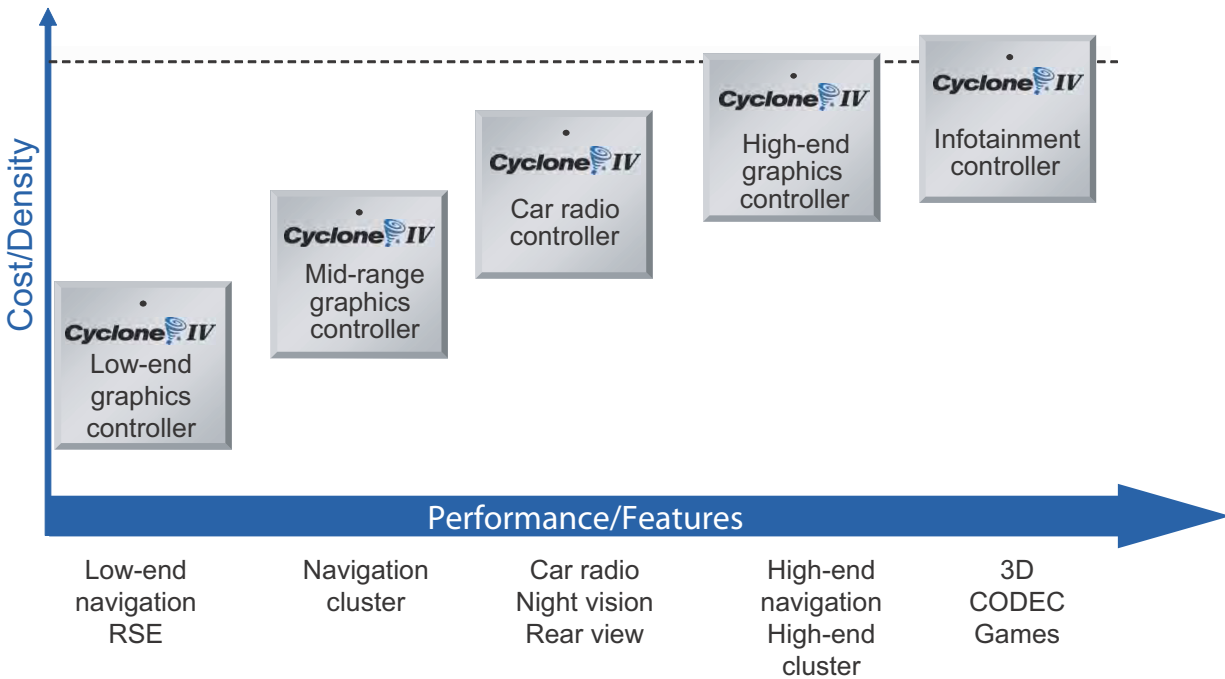 Cost/Density
Cyclone IV
Low-end
graphics
controller
Cyclone IV
Mid-range
graphics
controller
Cyclone IV
Car radio
controller
Cyclone IV
High-end
graphics
controller
Cyclone IV
Infotainment
controller
Performance/Features
Low-end
navigation
RSE
Navigation
cluster
Car radio
Night vision
Rear view
High-end
navigation
High-end
cluster
3D
CODEC
Games